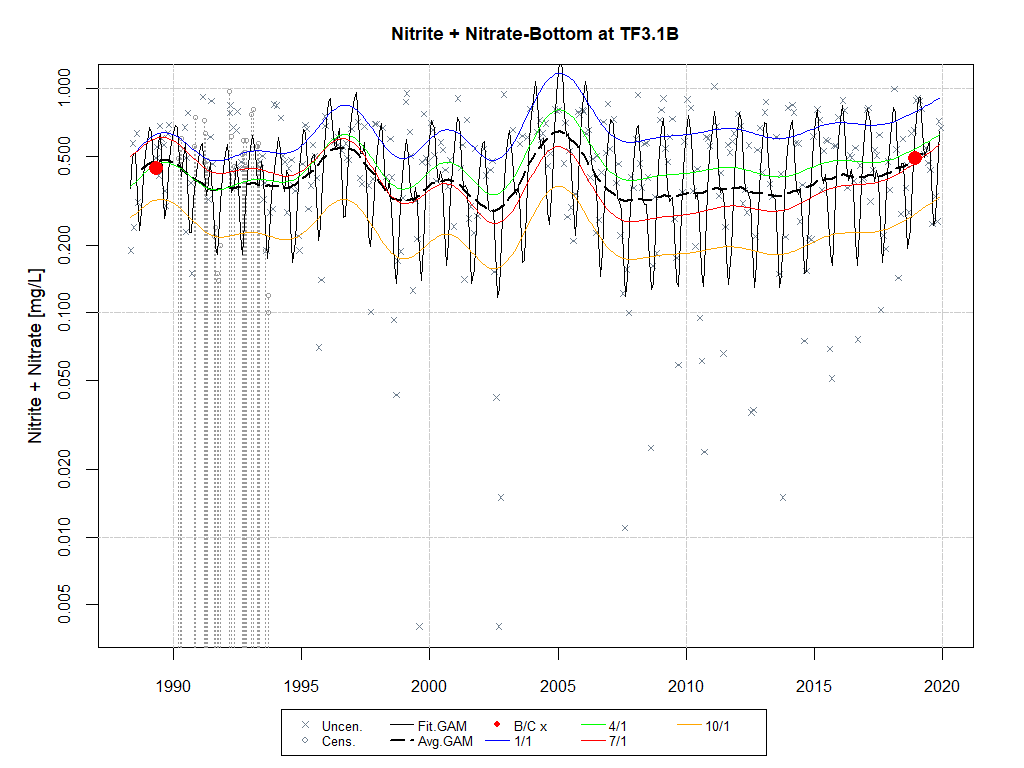 Nitrite + Nitrate-Bottom at TF3.1B
Nitrite + Nitrate [mg/L]
1.000
0.500
0.200
0.100
0.050
0.020
0.010
0.005
1990 1995 2000 2005 2010 2015 2020
Uncen. Fit.GAM B/C x 4/1 10/1
Cens. Avg.GAM 1/1 7/1